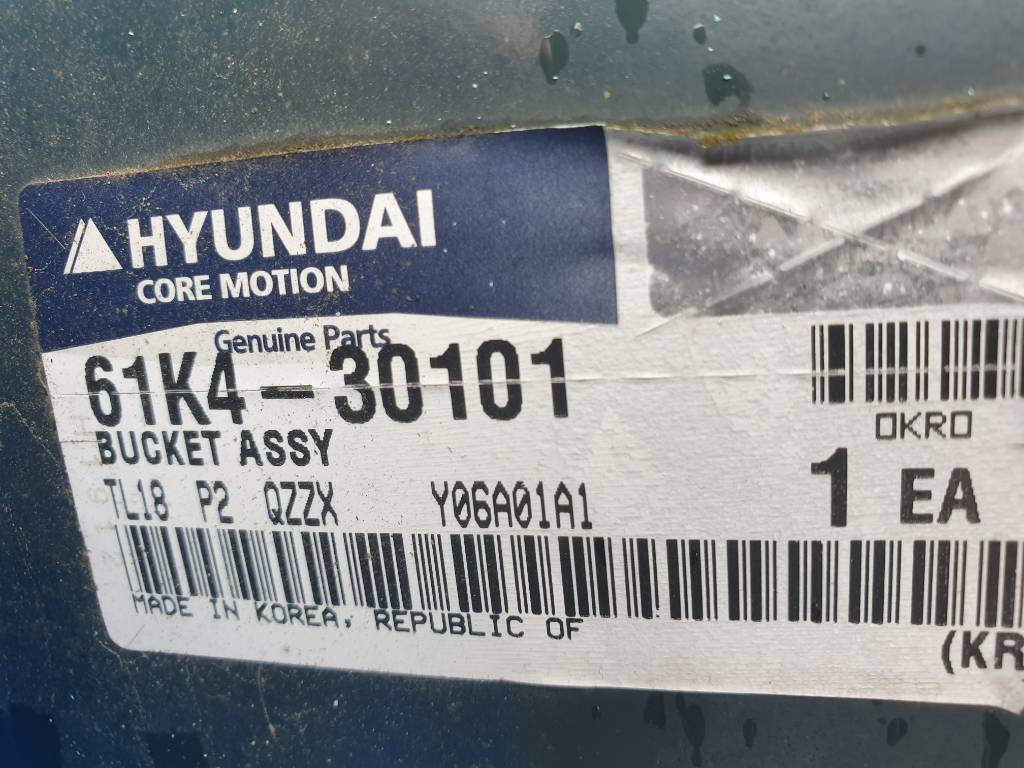 HYUNDAI
CORE MOTION
Genuine Parts
61K4-30101
BUCKET ASSY
OKRO
1 EA
TL18 P2 QZZX Y06A01A1
MADE IN KOREA, REPUBLIC OF
(KR